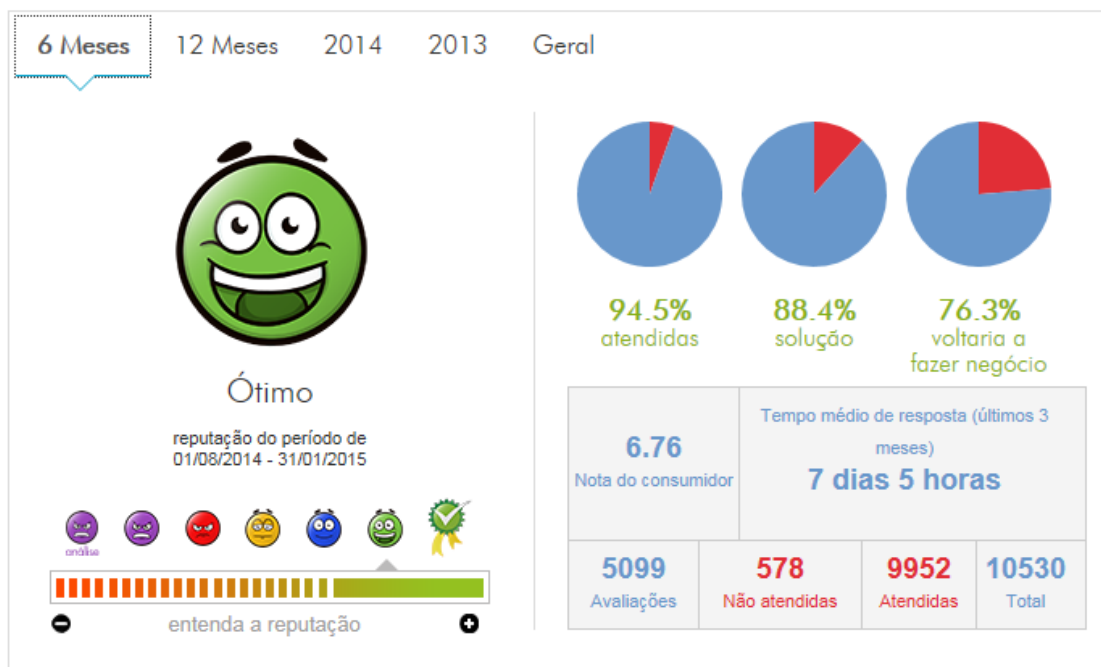 6 Meses 12 Meses 2014 2013 Geral
Ótimo
reputação do período de
01/08/2014 - 31/01/2015
análise
entenda a reputação
94.5%
atendidas
88.4%
solução
76.3%
voltaria a
fazer negócio
6.76
Nota do consumidor
Tempo médio de resposta (últimos 3
meses)
7 dias 5 horas
5099
Avaliações
578
Não atendidas
9952
Atendidas
10530
Total